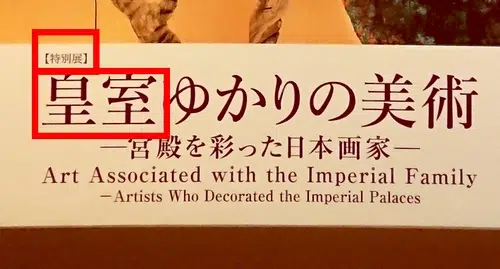 【特別展】
皇室ゆかりの美術
―宮殿を彩った日本画家―
Art Associated with the Imperial Family
―Artists Who Decorated the Imperial Palaces